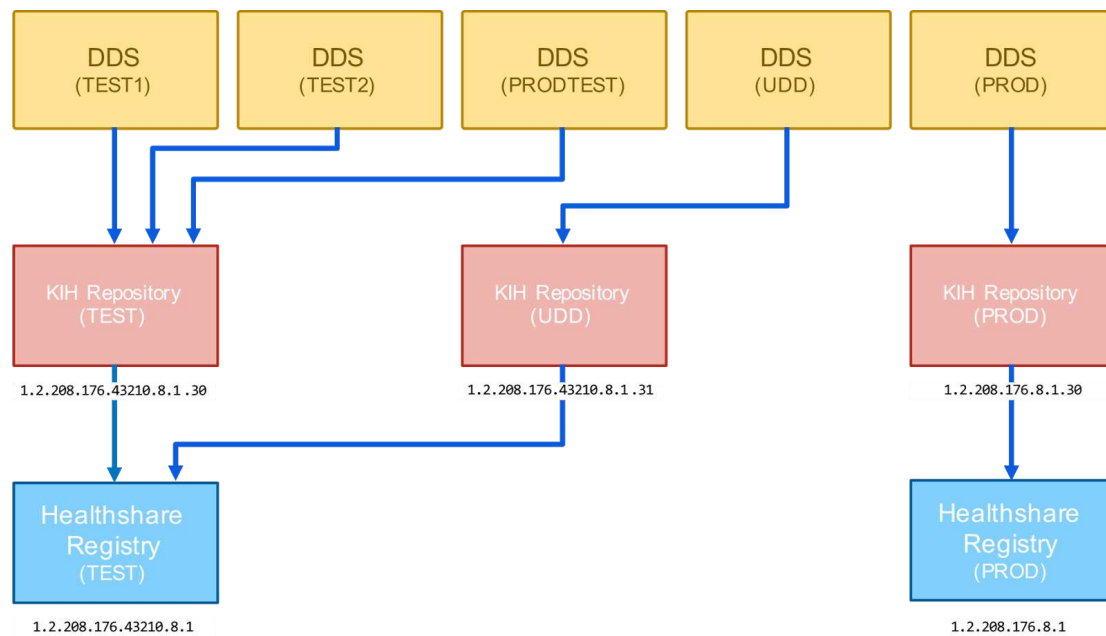 DDS
(TEST1)
DDS
(TEST2)
DDS
(PRODTEST)
DDS
(UDD)
DDS
(PROD)
KIH Repository
(TEST)
KIH Repository
(UDD)
KIH Repository
(PROD)
1.2.208.176.43210.8.1.30
1.2.208.176.43210.8.1.31
1.2.208.176.8.1.30
Healthshare
Registry
(TEST)
Healthshare
Registry
(PROD)
1.2.208.176.43210.8.1
1.2.208.176.8.1